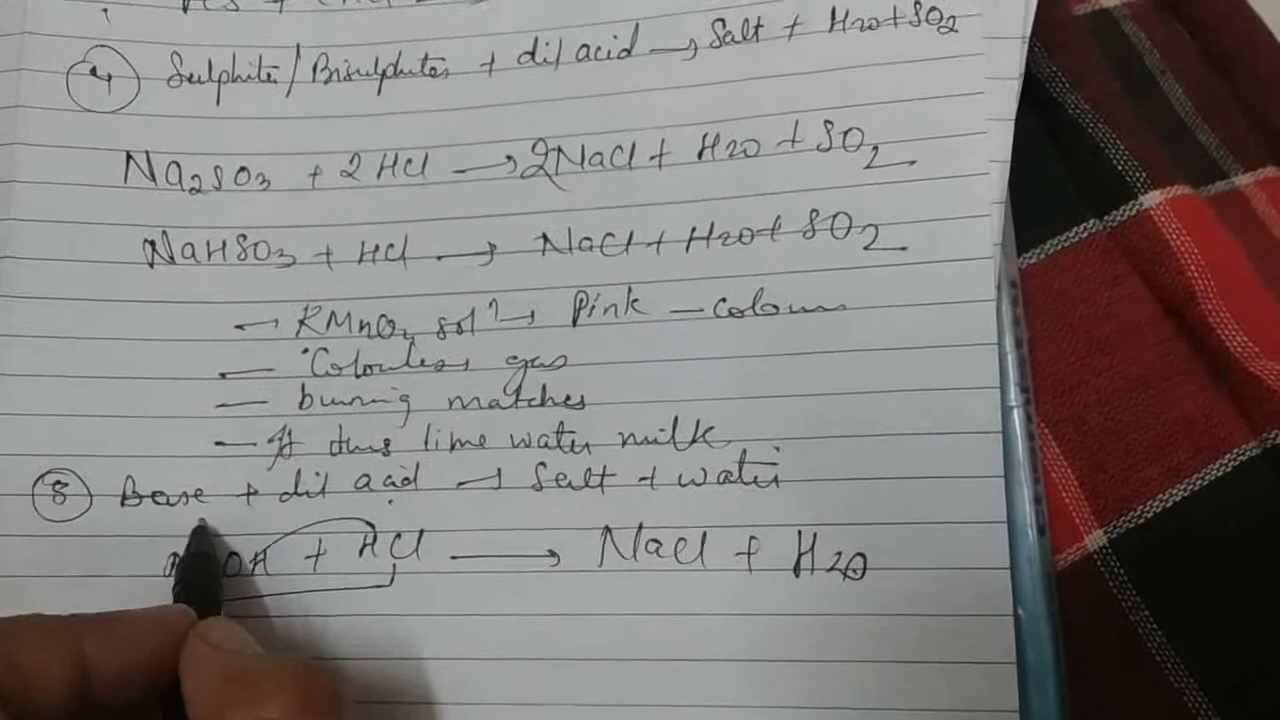 4 Sulphite/Bisulphites + dil acid → Salt + H2O+SO2
Na2SO3 + 2HCl → 2NaCl + H2O + SO2
NaHSO3 + HCl → NaCl + H2O + SO2
→ KMnO4 solⁿ → Pink - Colour
— Colourless gas
— burning matches
— It turns lime water milk
5 Base + dil acid → Salt + water
OH + HCl → NaCl + H2O